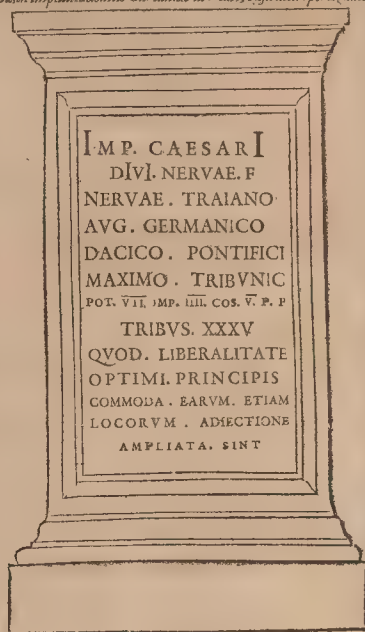 IMP. CAESARI
DIVI. NERVAE. F
NERVAE. TRAIANO
AVG. GERMANICO
DACICO. PONTIFICI
MAXIMO. TRIBVNIC
POT. VII. IMP. IIII. COS. V. P. P
TRIBVS. XXXV
QVOD. LIBERALITATE
OPTIMI. PRINCIPIS
COMMODA. EARVM. ETIAM
LOCORVM. ADIECTIONE
AMPLIATA. SINT